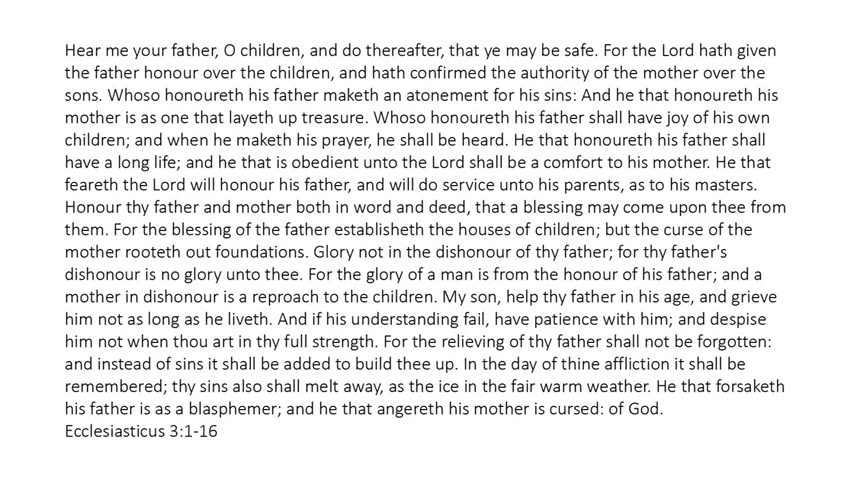 Hear me your father, O children, and do thereafter, that ye may be safe. For the Lord hath given
the father honour over the children, and hath confirmed the authority of the mother over the
sons. Whoso honoureth his father maketh an atonement for his sins: And he that honoureth his
mother is as one that layeth up treasure. Whoso honoureth his father shall have joy of his own
children; and when he maketh his prayer, he shall be heard. He that honoureth his father shall
have a long life; and he that is obedient unto the Lord shall be a comfort to his mother. He that
feareth the Lord will honour his father, and will do service unto his parents, as to his masters.
Honour thy father and mother both in word and deed, that a blessing may come upon thee from
them. For the blessing of the father establisheth the houses of children; but the curse of the
mother rooteth out foundations. Glory not in the dishonour of thy father; for thy father's
dishonour is no glory unto thee. For the glory of a man is from the honour of his father; and a
mother in dishonour is a reproach to the children. My son, help thy father in his age, and grieve
him not as long as he liveth. And if his understanding fail, have patience with him; and despise
him not when thou art in thy full strength. For the relieving of thy father shall not be forgotten:
and instead of sins it shall be added to build thee up. In the day of thine affliction it shall be
remembered; thy sins also shall melt away, as the ice in the fair warm weather. He that forsaketh
his father is as a blasphemer; and he that angereth his mother is cursed: of God.
Ecclesiasticus 3:1-16